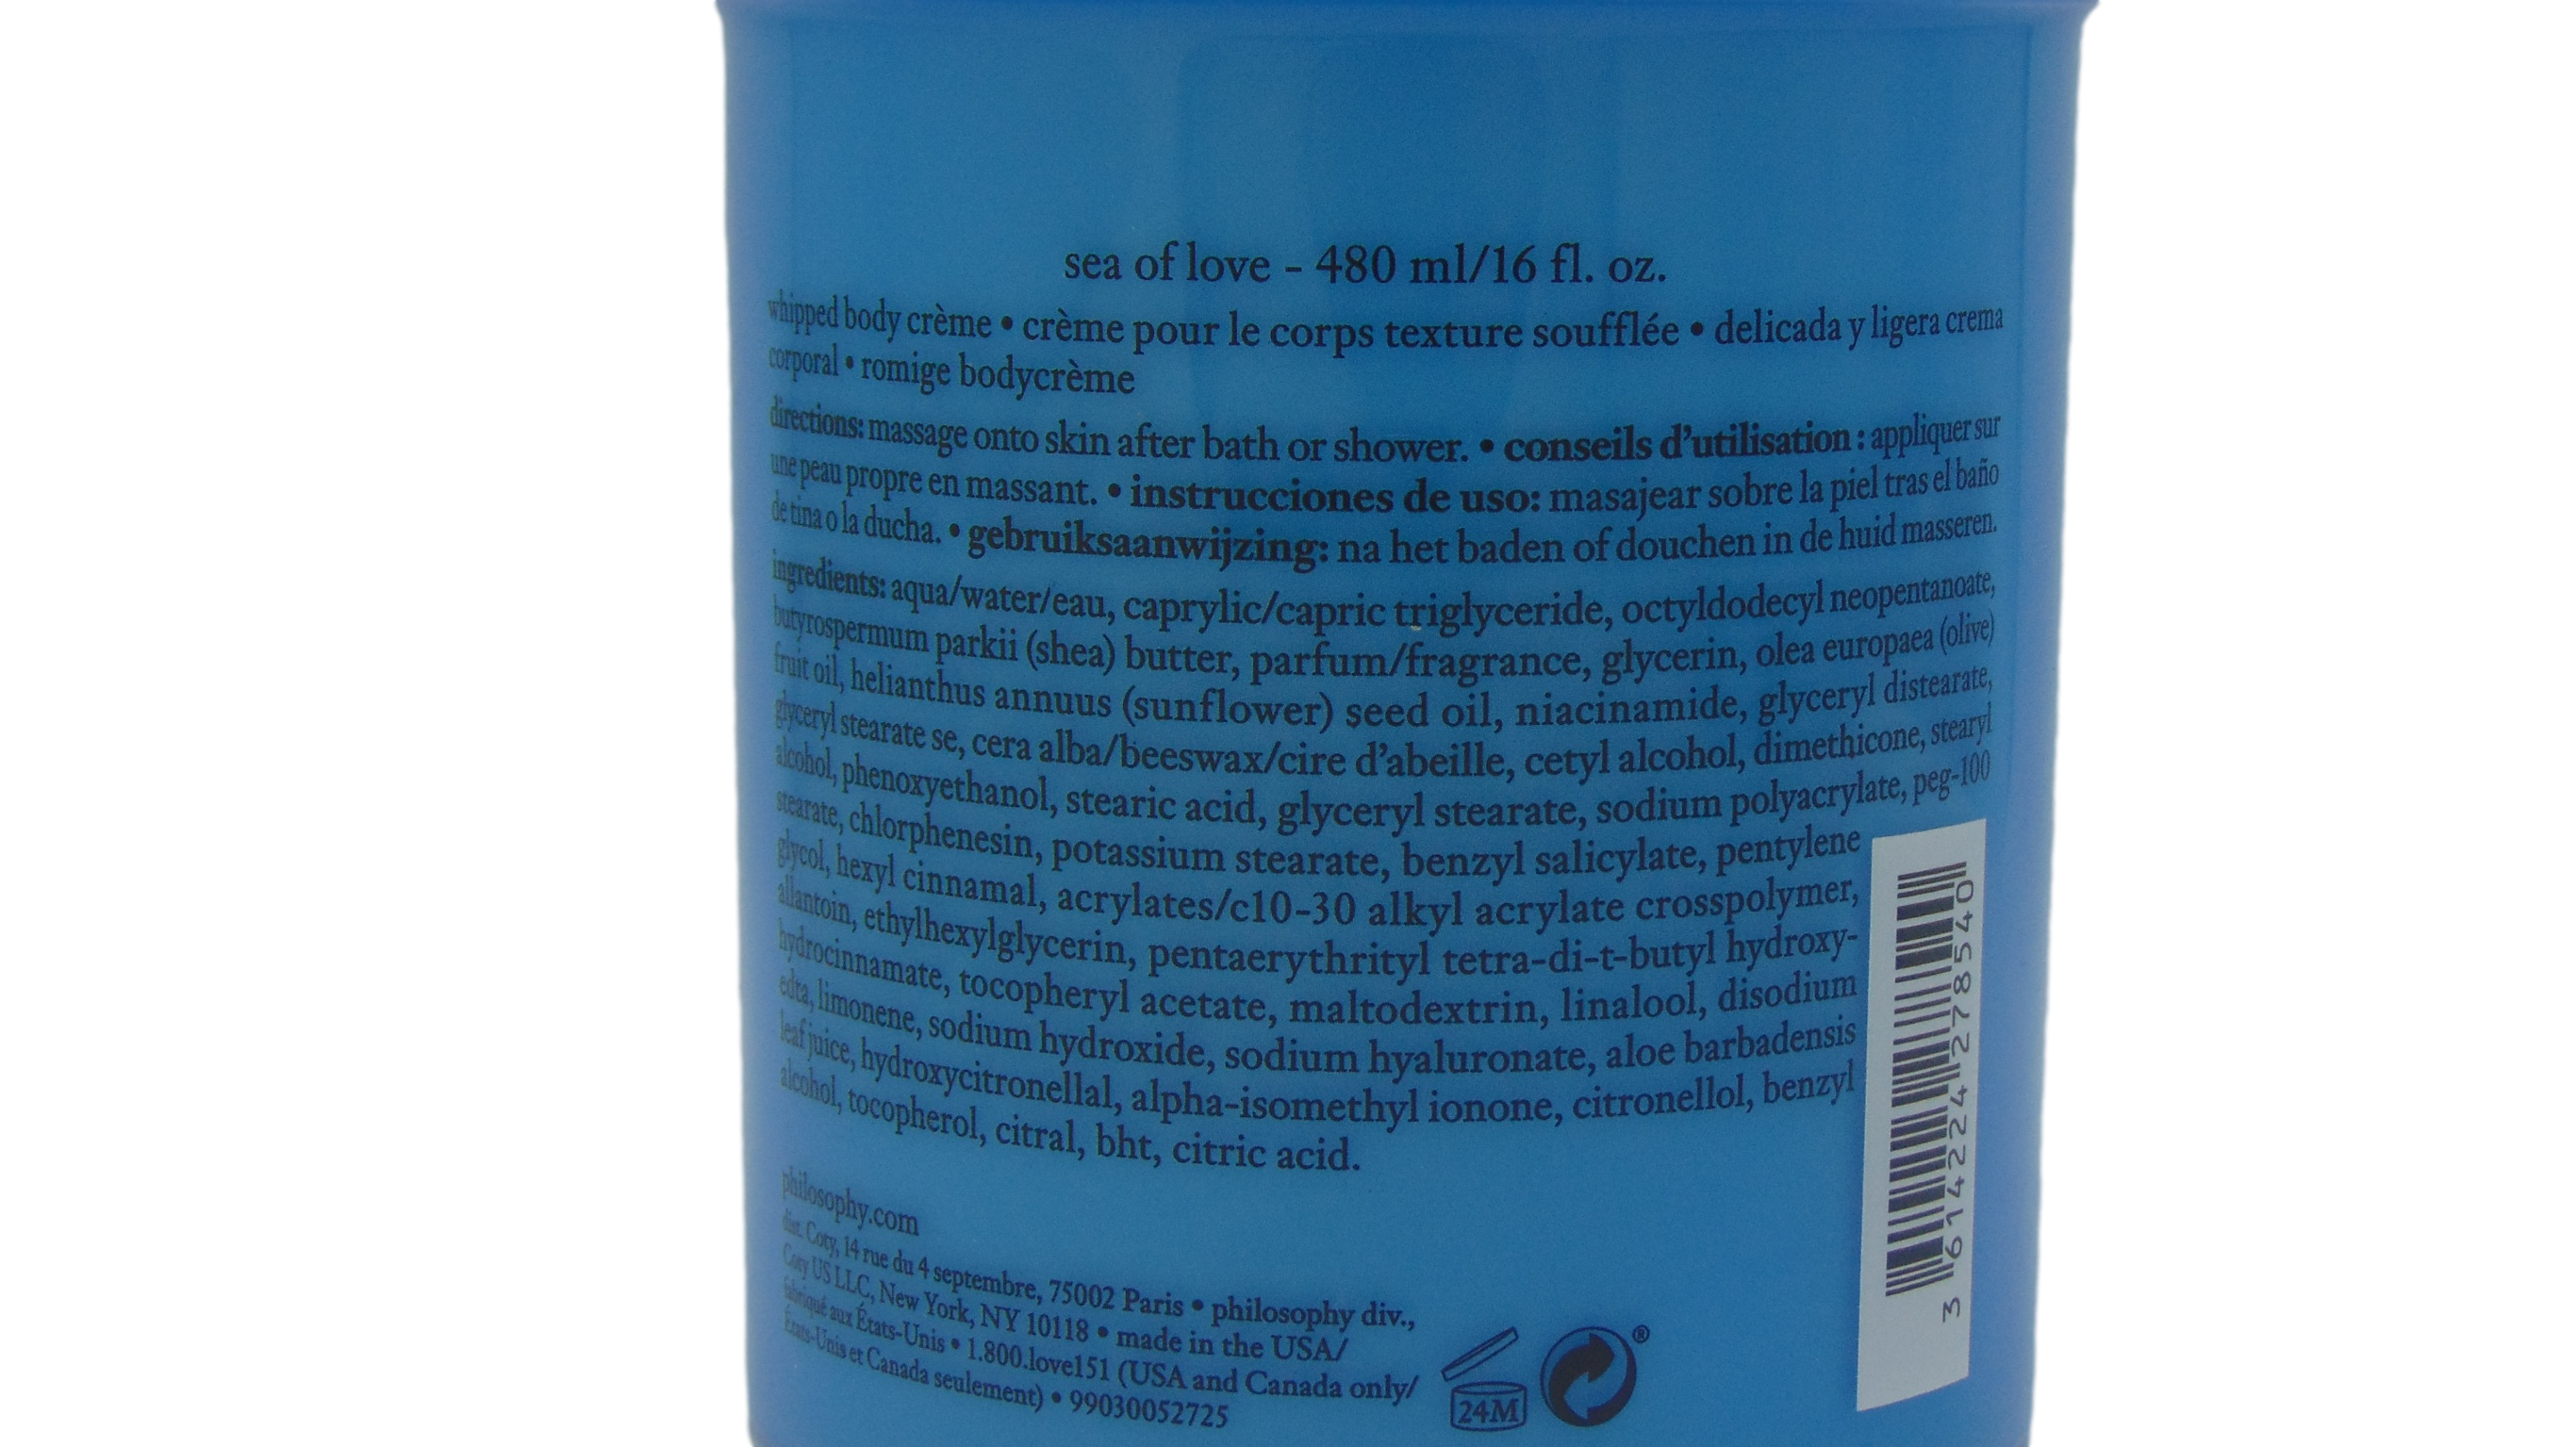 sea of love - 480 ml/16 fl. oz.
whipped body crème • crème pour le corps texture soufflée • delicada y ligera crema
corporal • romige bodycrème
directions: massage onto skin after bath or shower. • conseils d'utilisation : appliquer sur
une peau propre en massant. • instrucciones de uso: masajear sobre la piel tras el baño
de tina o la ducha. • gebruiksaanwijzing: na het baden of douchen in de huid masseren.
ingredients: aqua/water/eau, caprylic/capric triglyceride, octyldodecyl neopentanoate,
butyrospermum parkii (shea) butter, parfum/fragrance, glycerin, olea europaea (olive)
fruit oil, helianthus annuus (sunflower) seed oil, niacinamide, glyceryl distearate,
glyceryl stearate se, cera alba/beeswax/cire d'abeille, cetyl alcohol, dimethicone, stearyl
alcohol, phenoxyethanol, stearic acid, glyceryl stearate, sodium polyacrylate, peg-100
stearate, chlorphenesin, potassium stearate, benzyl salicylate, pentylene
glycol, hexyl cinnamal, acrylates/c10-30 alkyl acrylate crosspolymer,
allantoin, ethylhexylglycerin, pentaerythrityl tetra-di-t-butyl hydroxy-
hydrocinnamate, tocopheryl acetate, maltodextrin, linalool, disodium
edta, limonene, sodium hydroxide, sodium hyaluronate, aloe barbadensis
leaf juice, hydroxycitronellal, alpha-isomethyl ionone, citronellol, benzyl
alcohol, tocopherol, citral, bht, citric acid.
philosophy.com
dist. Coty, 14 rue du 4 septembre, 75002 Paris • philosophy div.,
Coty US LLC, New York, NY 10118 • made in the USA/
fabriqué aux États-Unis • 1.800.love151 (USA and Canada only/
États-Unis et Canada seulement) • 99030052725
24M
®
3 614224 278540